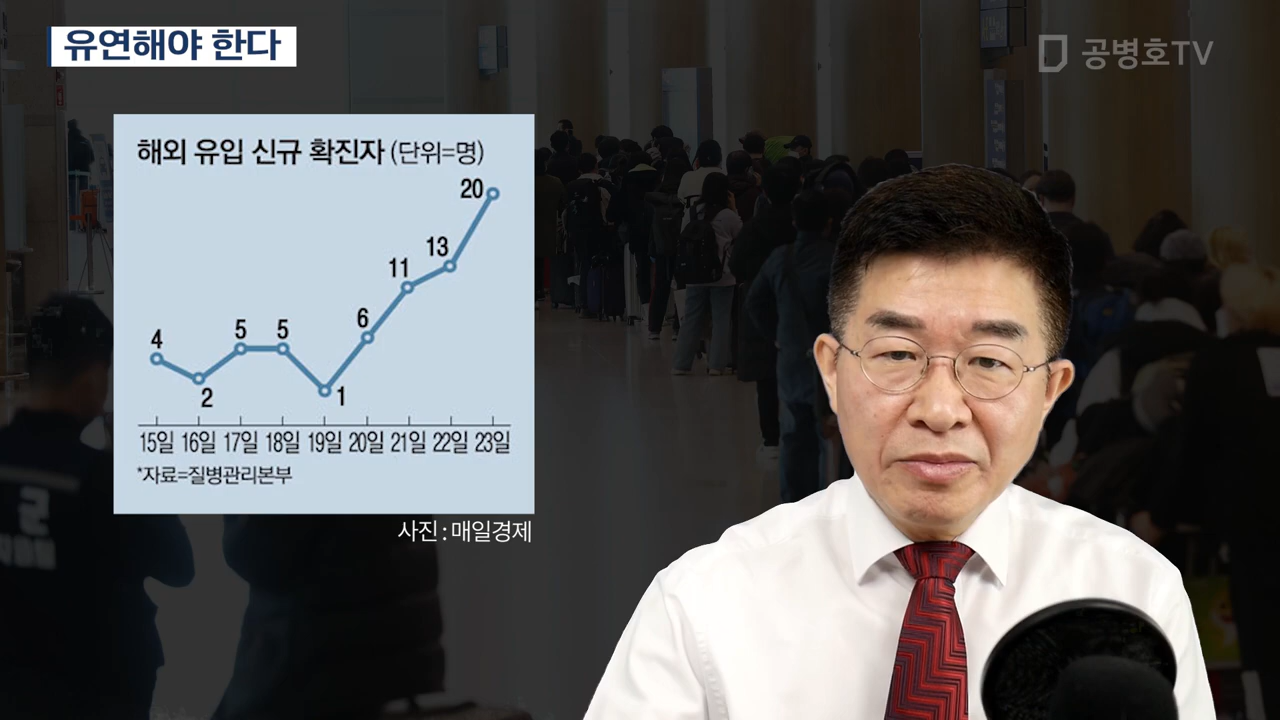 유연해야 한다
공병호TV
해외 유입 신규 확진자 (단위=명)
20
13
11
6
5
5
4
2
1
15일 16일 17일 18일 19일 20일 21일 22일 23일
*자료=질병관리본부
사진 : 매일경제